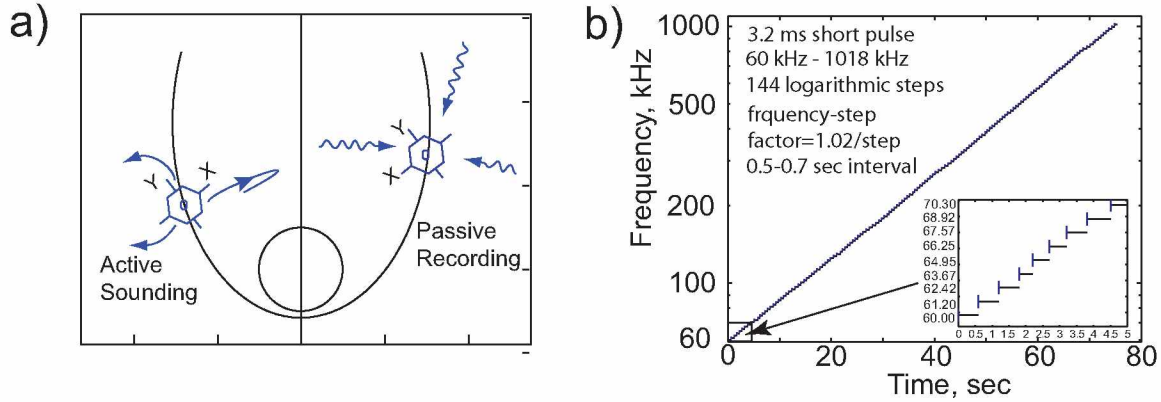 a)
Y
X
Active
Sounding
Y
X
Passive
Recording
b)
3.2 ms short pulse
60 kHz - 1018 kHz
144 logarithmic steps
frquency-step
factor=1.02/step
0.5-0.7 sec interval
Frequency, kHz
1000
500
200
100
60
0
20
40
60
80
Time, sec
70.30
68.92
67.57
66.25
64.95
63.67
62.42
61.20
60.00
0 0.5 1 1.5 2 2.5 3 3.5 4 4.5 5